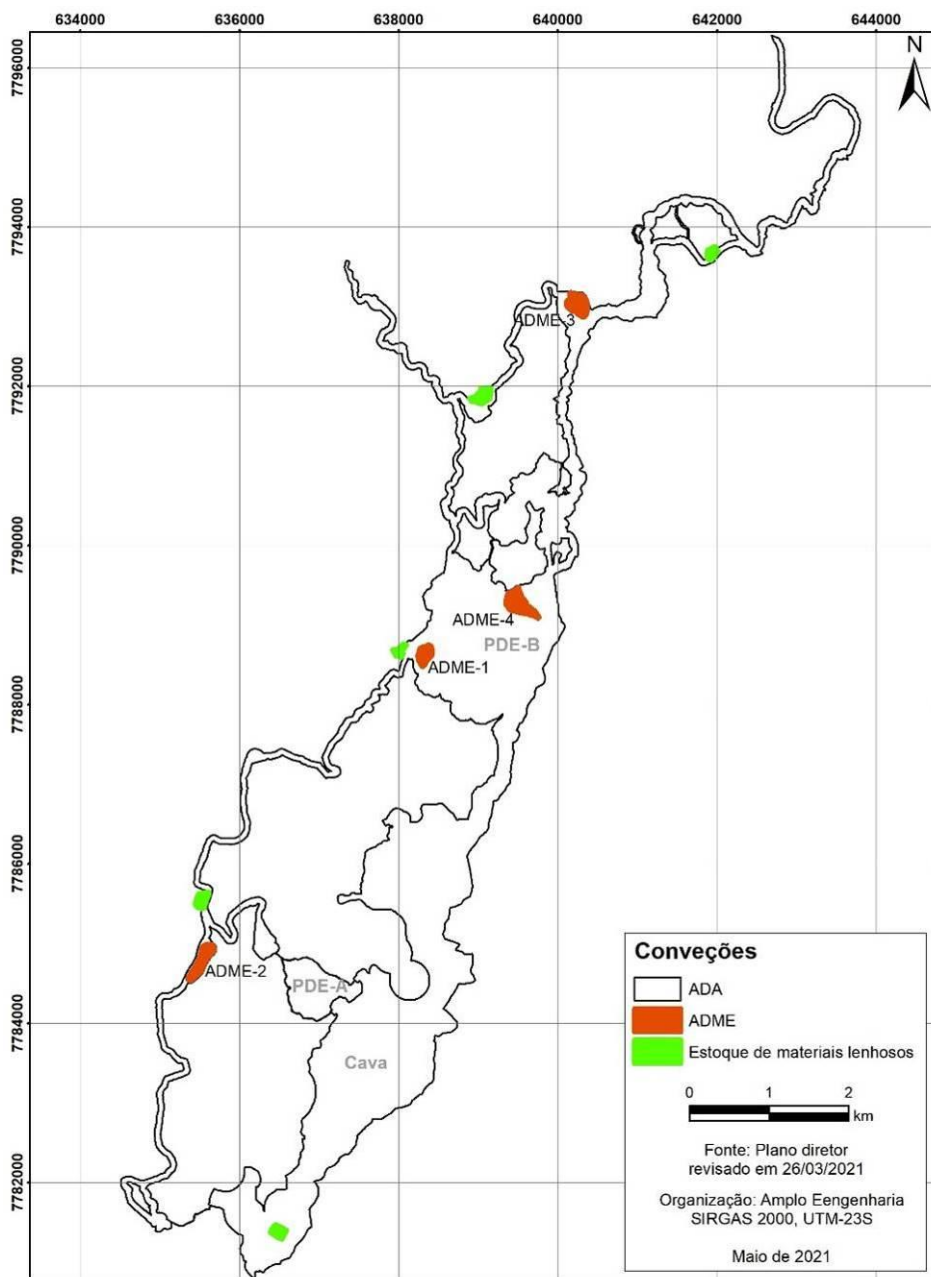 634000
636000
638000
640000
642000
644000
7796000
N
7794000
ADME-3
7792000
7790000
ADME-4
PDE-B
ADME-1
7788000
7786000
ADME-2
PDE-A
7784000
Cava
7782000
Conveções
ADA
ADME
Estoque de materiais lenhosos
0 1 2
km
Fonte: Plano diretor
revisado em 26/03/2021
Organização: Amplo Eengenharia
SIRGAS 2000, UTM-23S
Maio de 2021